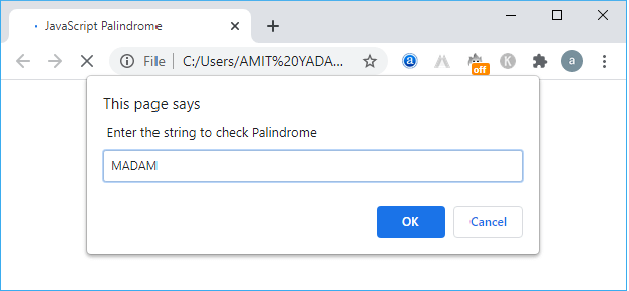 JavaScript Palindrome
File
C:/Users/AMIT%20YADA...
a
off
K
a
This page says
Enter the string to check Palindrome
MADAM
OK
Cancel